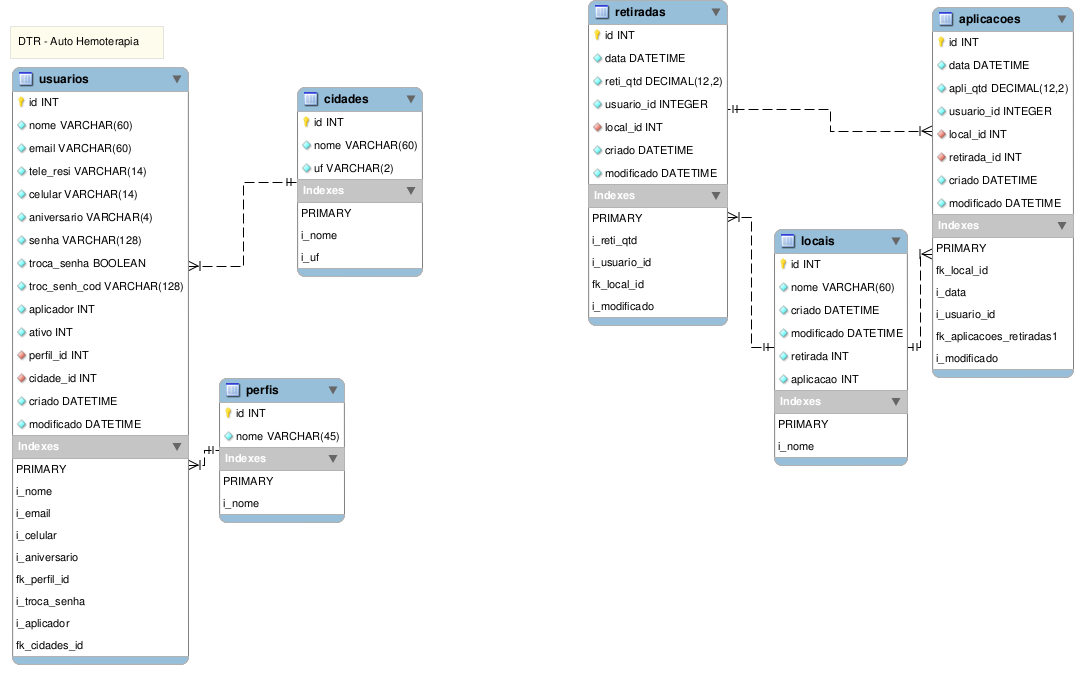 DTR - Auto Hemoterapia
usuarios
id INT
nome VARCHAR(60)
email VARCHAR(60)
tele_resi VARCHAR(14)
celular VARCHAR(14)
aniversario VARCHAR(4)
senha VARCHAR(128)
troca_senha BOOLEAN
troc_senh_cod VARCHAR(128)
aplicador INT
ativo INT
perfil_id INT
cidade_id INT
criado DATETIME
modificado DATETIME
Indexes
PRIMARY
i_nome
i_email
i_celular
i_aniversario
fk_perfil_id
i_troca_senha
i_aplicador
fk_cidades_id
cidades
id INT
nome VARCHAR(60)
uf VARCHAR(2)
Indexes
PRIMARY
i_nome
i_uf
perfis
id INT
nome VARCHAR(45)
Indexes
PRIMARY
i_nome
retiradas
id INT
data DATETIME
reti_qtd DECIMAL(12,2)
usuario_id INTEGER
local_id INT
criado DATETIME
modificado DATETIME
Indexes
PRIMARY
i_reti_qtd
i_usuario_id
fk_local_id
i_modificado
locais
id INT
nome VARCHAR(60)
criado DATETIME
modificado DATETIME
retirada INT
aplicacao INT
Indexes
PRIMARY
i_nome
aplicacoes
id INT
data DATETIME
apli_qtd DECIMAL(12,2)
usuario_id INTEGER
local_id INT
retirada_id INT
criado DATETIME
modificado DATETIME
Indexes
PRIMARY
fk_local_id
i_data
i_usuario_id
fk_aplicacoes_retiradas1
i_modificado